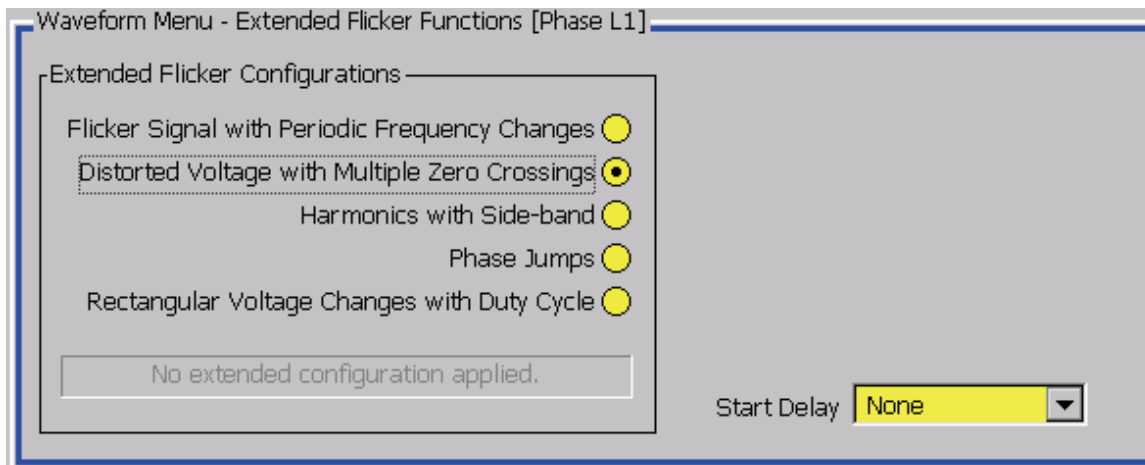 Waveform Menu - Extended Flicker Functions [Phase L1]
Extended Flicker Configurations
Flicker Signal with Periodic Frequency Changes
Distorted Voltage with Multiple Zero Crossings
Harmonics with Side-band
Phase Jumps
Rectangular Voltage Changes with Duty Cycle
No extended configuration applied.
Start Delay None